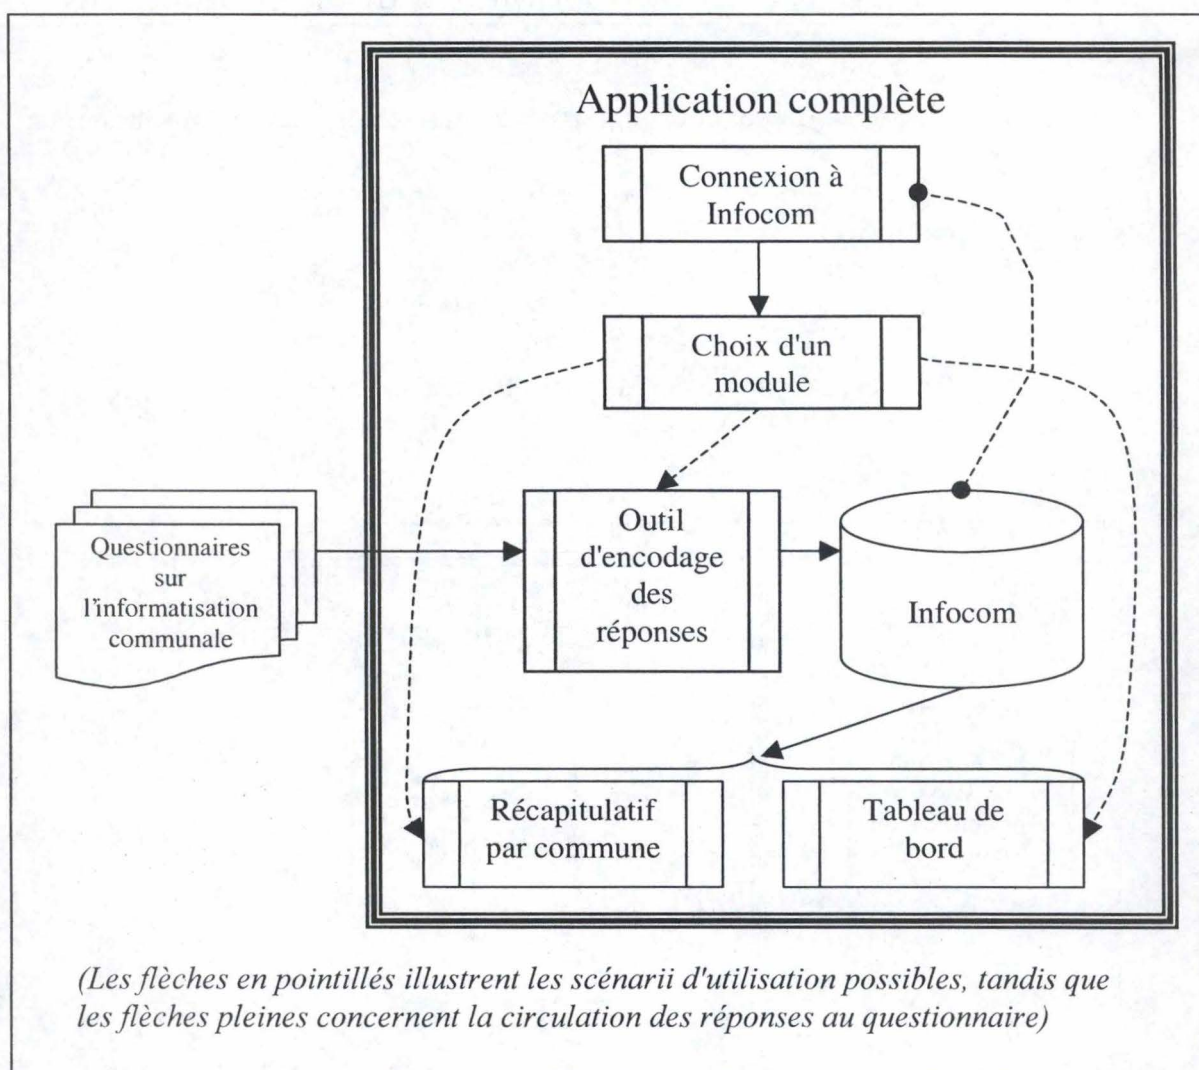 Application complète
Connexion à
Infocom
Choix d'un
module
Questionnaires
sur
l'informatisation
communale
Outil
d'encodage
des
réponses
Infocom
Récapitulatif
par commune
Tableau de
bord
(Les flèches en pointillés illustrent les scénarii d'utilisation possibles, tandis que
les flèches pleines concernent la circulation des réponses au questionnaire)